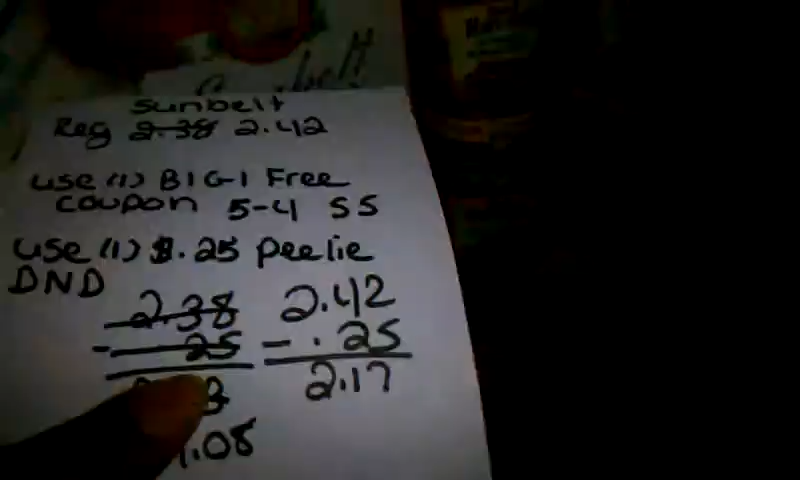 Sunbelt
Reg 2.38 2.42
use (1) B1G1 Free
coupon 5-4 SS
use (1) $.25 peelie
DND
2.38 2.42
- 25 - .25
2.17
.08